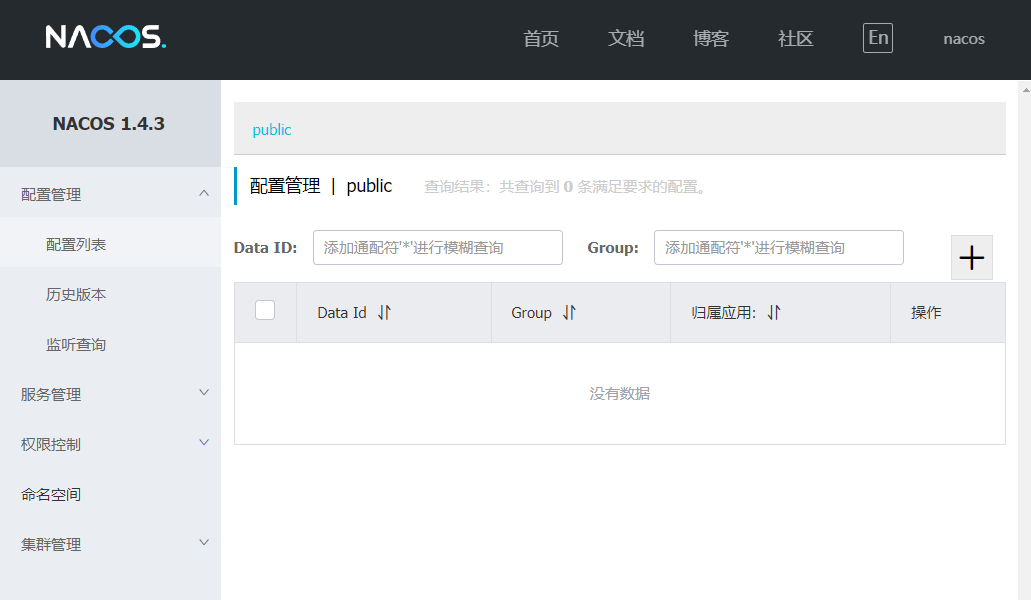 NACOS. 首页 文档 博客 社区 En nacos
NACOS 1.4.3
public
配置管理
配置管理 | public 查询结果：共查询到 0 条满足要求的配置。
配置列表
Data ID: 添加通配符'*'进行模糊查询 Group: 添加通配符'*'进行模糊查询
历史版本
Data Id Group 归属应用: 操作
监听查询
服务管理
没有数据
权限控制
命名空间
集群管理